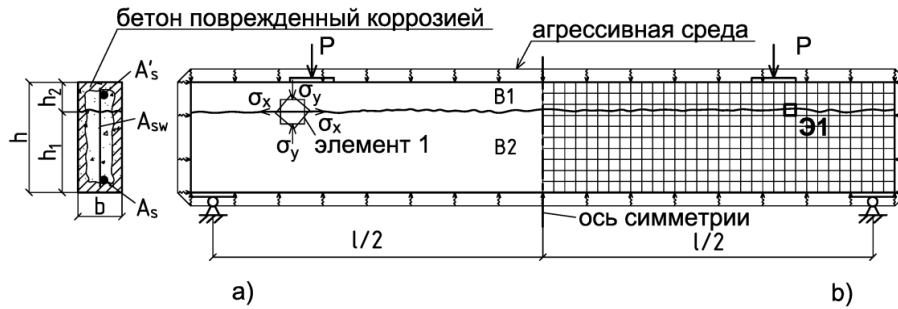 бетон поврежденный коррозией
агрессивная среда
P
P
A's
h₂
h
h₁
Asw
b
As
σx
σy
σx
σy
элемент 1
B1
B2
Э1
ось симметрии
l/2
l/2
a)
b)